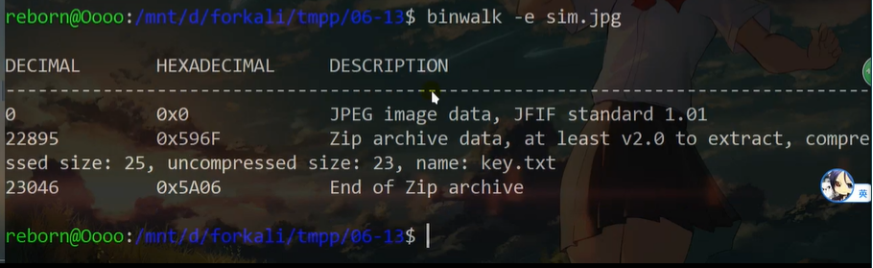 reborn@Oooo:/mnt/d/forkali/tmpp/06-13$ binwalk -e sim.jpg
DECIMAL       HEXADECIMAL     DESCRIPTION
--------------------------------------------------------------------------------
0             0x0             JPEG image data, JFIF standard 1.01
22895         0x596F          Zip archive data, at least v2.0 to extract, compre
ssed size: 25, uncompressed size: 23, name: key.txt
23046         0x5A06          End of Zip archive
英
reborn@Oooo:/mnt/d/forkali/tmpp/06-13$